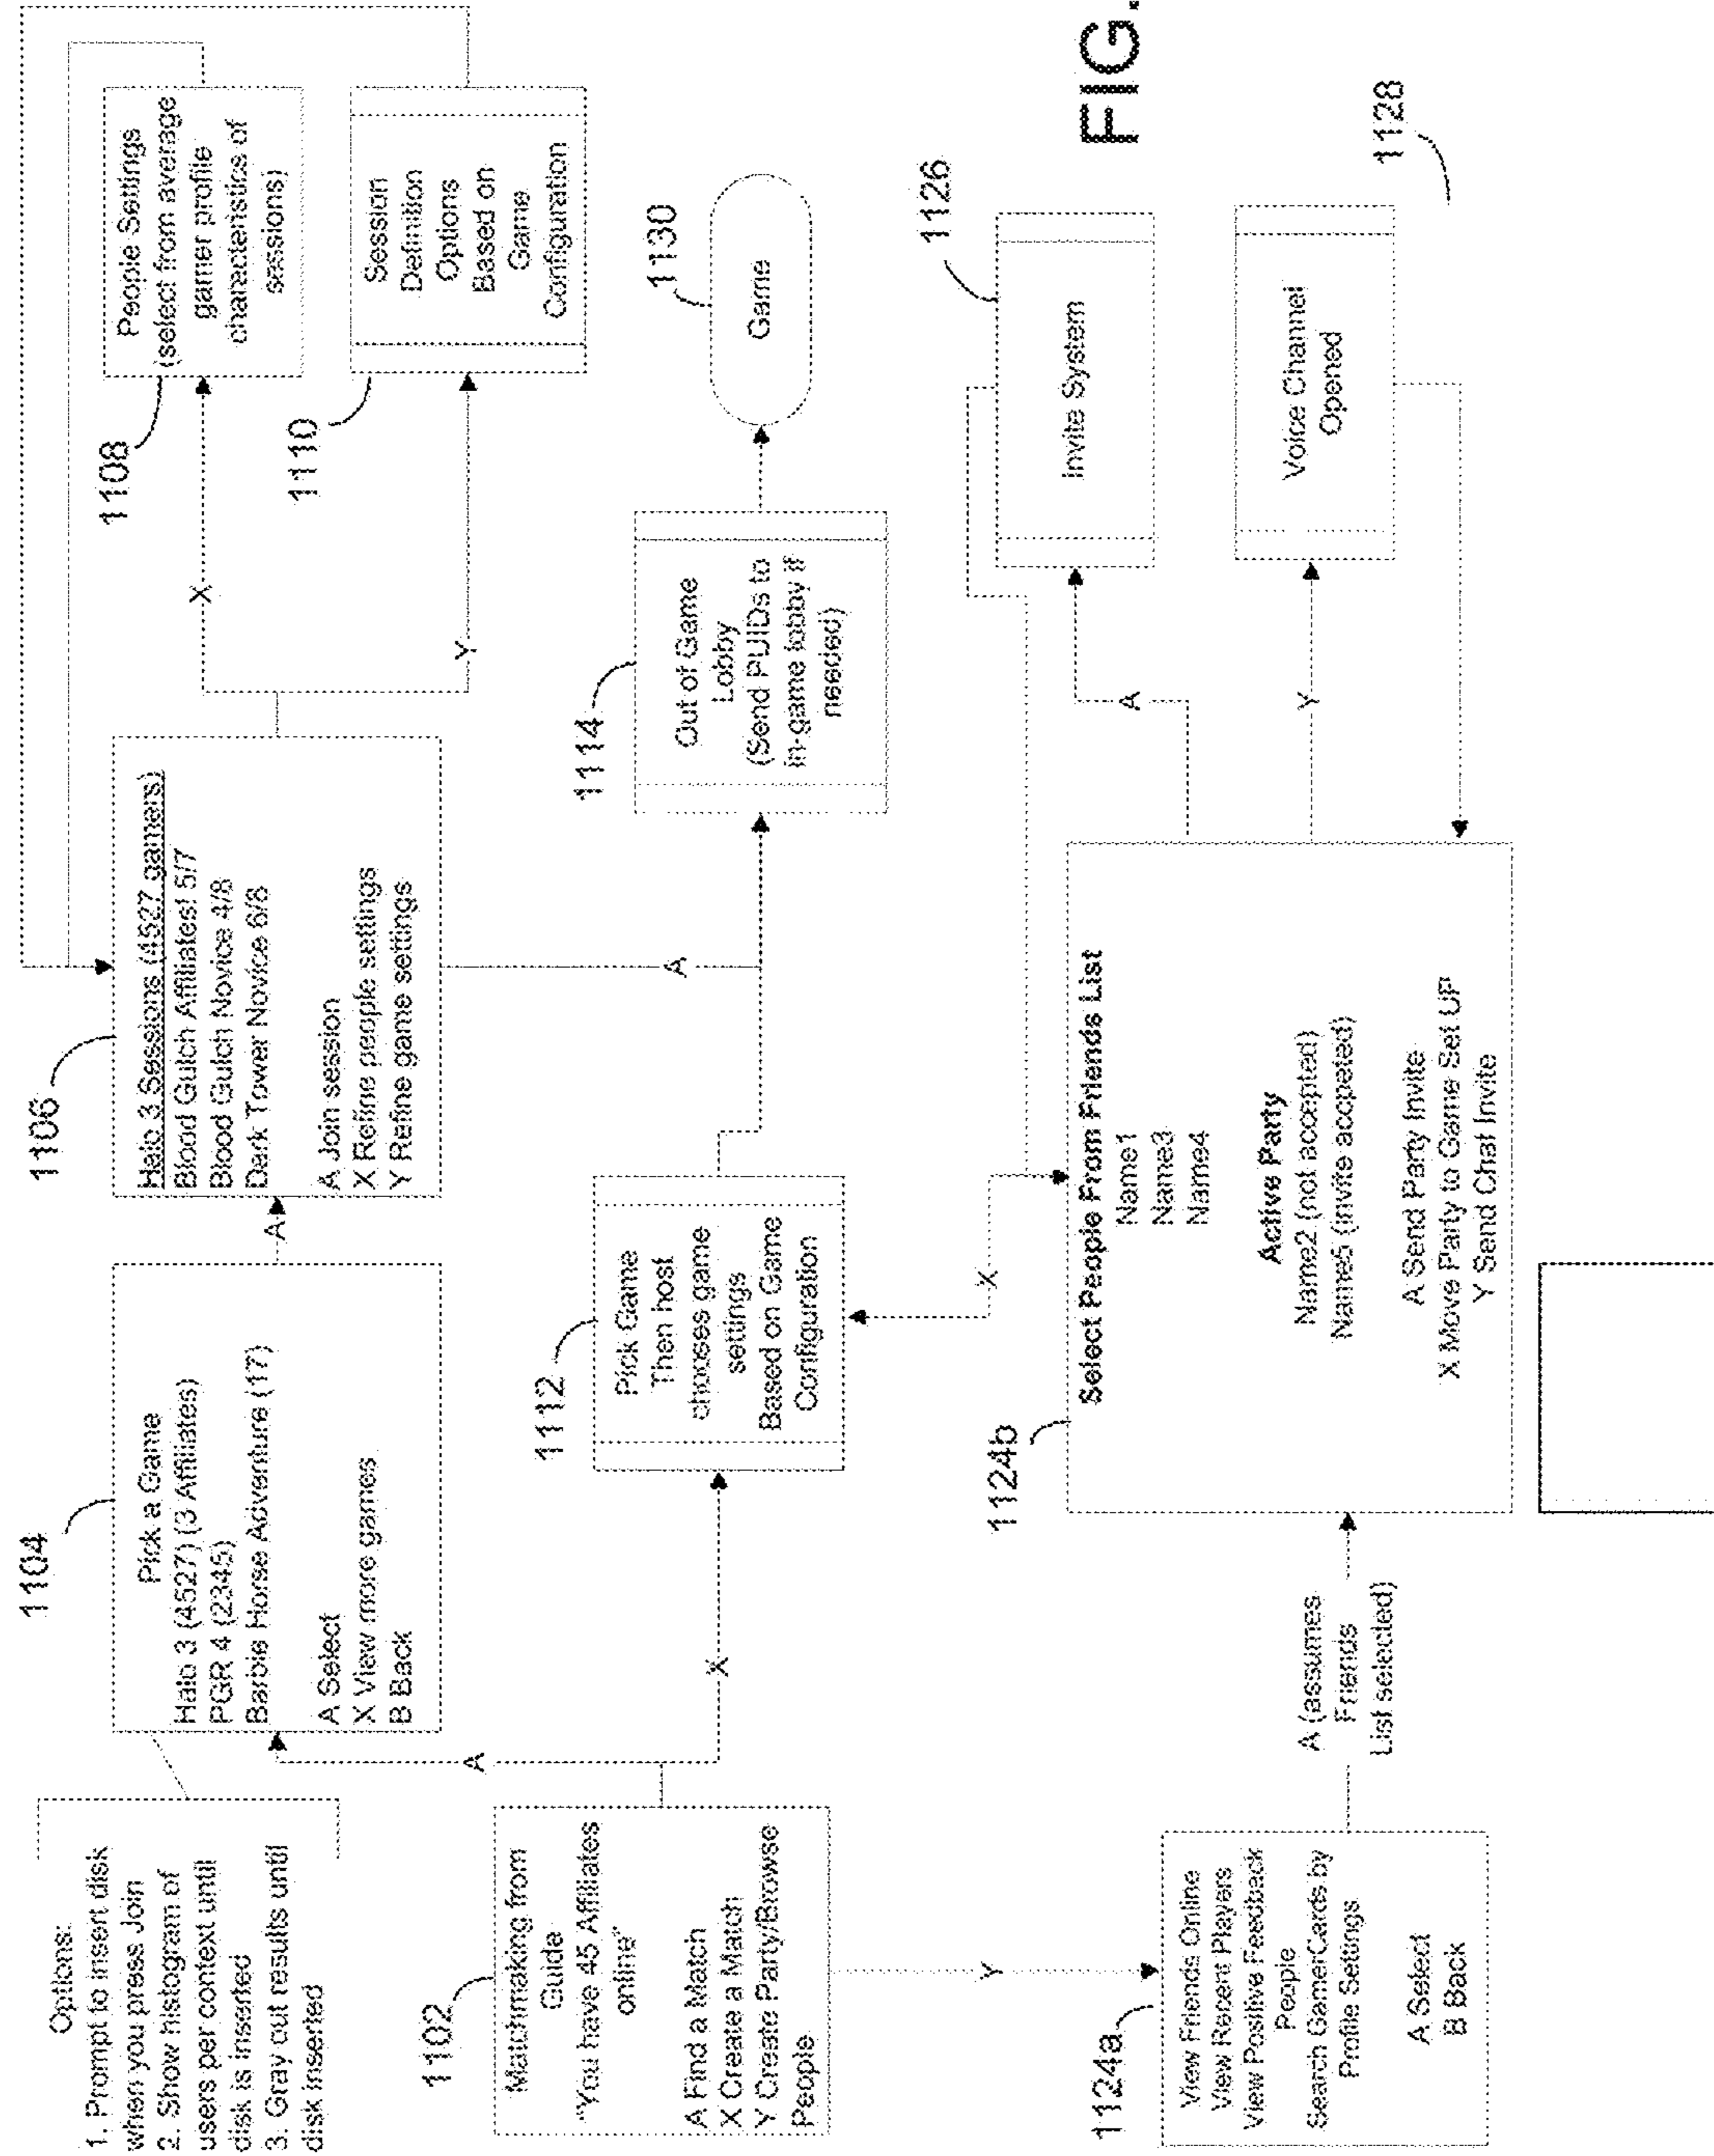 Options:
1. Prompt to insert disk
when you press Join
2. Show histogram of
users per context until
disk is inserted
3. Gray out results until
disk inserted
1104
Pick a Game
Halo 3 (4527) (3 Affiliates)
PGR 4 (2345)
Barbie Horse Adventure (17)
A Select
X View more games
B Back
A
1106
Halo 3 Sessions (4527 gamers)
Blood Gulch Affiliates! 5/7
Blood Gulch Novice 4/8
Dark Tower Novice 6/8
A Join session
X Refine people settings
Y Refine game settings
X
Y
1108
People Settings
(select from average
gamer profile
characteristics of
sessions)
1110
Session
Definition
Options
Based on
Game
Configuration
1102
Matchmaking from
Guide
"You have 45 Affiliates
online"
A Find a Match
X Create a Match
Y Create Party/Browse
People
A
X
Y
1112
Pick Game
Then host
chooses game
settings
Based on Game
Configuration
A
1114
Out of Game
Lobby
(Send PUIDs to
in-game lobby if
needed)
1130
Game
1124a
View Friends Online
View Recent Players
View Positive Feedback
People
Search GamerCards by
Profile Settings
A Select
B Back
A (assumes
Friends
List selected)
X
1124b
Select People From Friends List
Name1
Name3
Name4
Active Party
Name2 (not accepted)
Name5 (invite accpeted)
A Send Party Invite
X Move Party to Game Set UP
Y Send Chat Invite
A
Y
1126
Invite System
Voice Channel
Opened
1128
FIG.